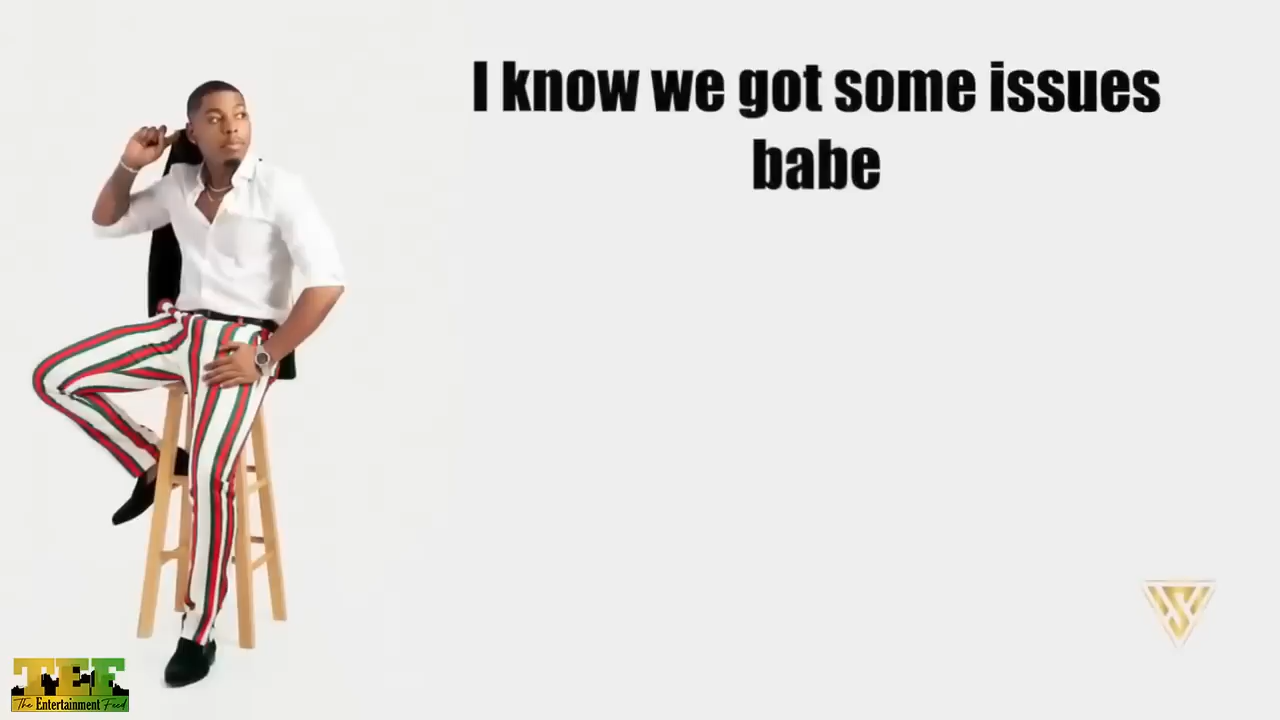 I know we got some issues
babe
TEF
The Entertainment Feed